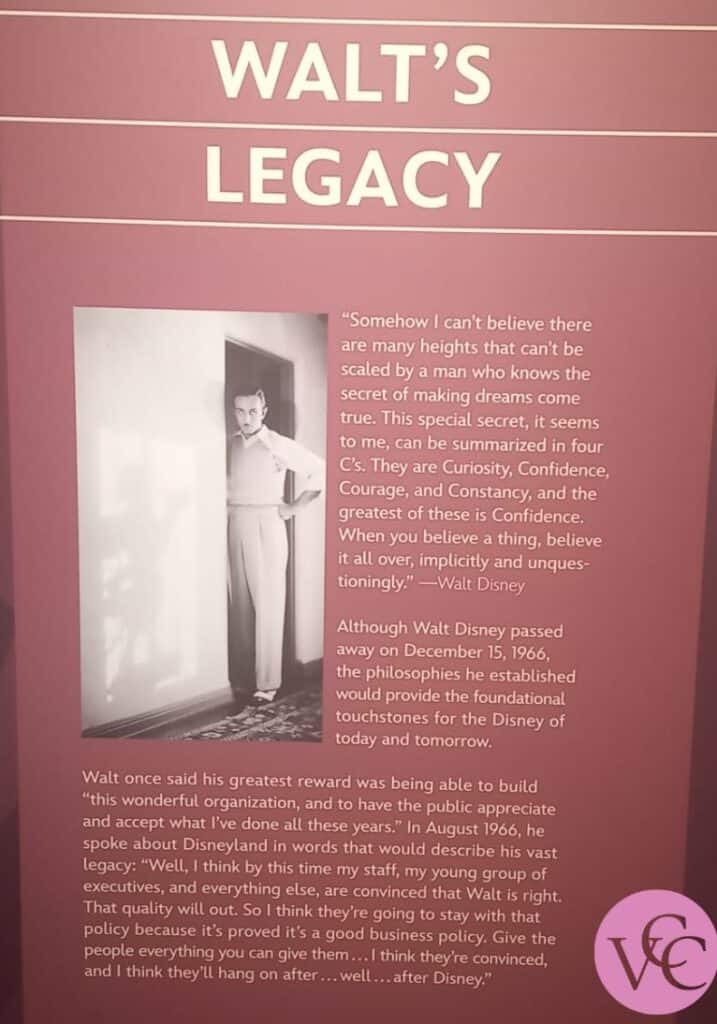 WALT'S
LEGACY
“Somehow I can't believe there
are many heights that can't be
scaled by a man who knows the
secret of making dreams come
true. This special secret, it seems
to me, can be summarized in four
C's. They are Curiosity, Confidence,
Courage, and Constancy, and the
greatest of these is Confidence.
When you believe a thing, believe
it all over, implicitly and unques-
tioningly.” —Walt Disney
Although Walt Disney passed
away on December 15, 1966,
the philosophies he established
would provide the foundational
touchstones for the Disney of
today and tomorrow.
Walt once said his greatest reward was being able to build
“this wonderful organization, and to have the public appreciate
and accept what I've done all these years.” In August 1966, he
spoke about Disneyland in words that would describe his vast
legacy: “Well, I think by this time my staff, my young group of
executives, and everything else, are convinced that Walt is right.
That quality will out. So I think they're going to stay with that
policy because it's proved it's a good business policy. Give the
people everything you can give them...I think they're convinced,
and I think they'll hang on after...well...after Disney.”
VCC